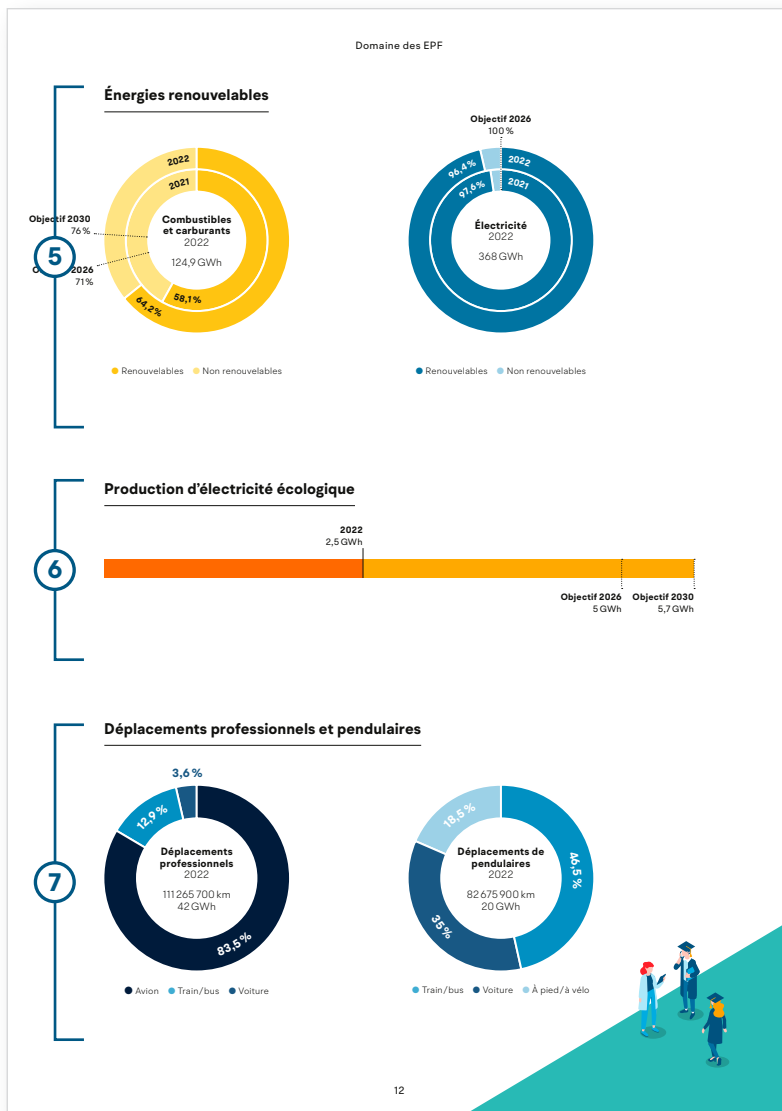 Domaine des EPF
5
Énergies renouvelables
2022
2021
Objectif 2030
76 %
2026
71 %
Combustibles
et carburants
2022
124,9 GWh
58,1 %
64,2 %
Renouvelables Non renouvelables
Objectif 2026
100 %
96,4 %
2022
97,6 %
2021
Électricité
2022
368 GWh
Renouvelables Non renouvelables
6
Production d'électricité écologique
2022
2,5 GWh
Objectif 2026
5 GWh
Objectif 2030
5,7 GWh
7
Déplacements professionnels et pendulaires
3,6 %
12,9 %
Déplacements
professionnels
2022
111 265 700 km
42 GWh
83,5 %
Avion Train/bus Voiture
18,5 %
46,5 %
Déplacements de
pendulaires
2022
82 675 900 km
20 GWh
35 %
Train/bus Voiture À pied/à vélo
12